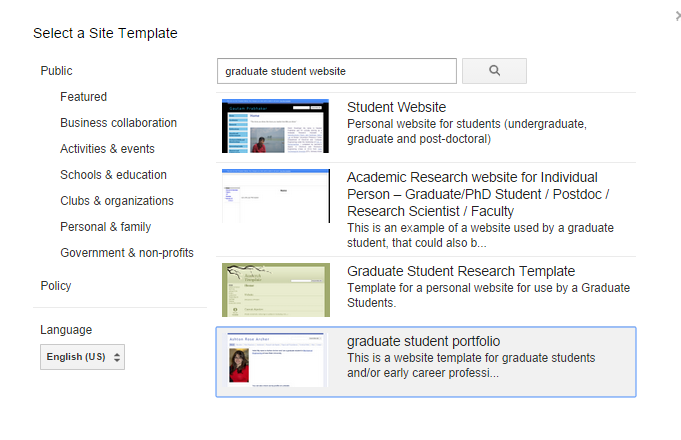 Select a Site Template
Public
Featured
Business collaboration
Activities & events
Schools & education
Clubs & organizations
Personal & family
Government & non-profits
Policy
Language
English (US)
graduate student website
Student Website
Personal website for students (undergraduate,
graduate and post-doctoral)
Academic Research website for Individual
Person – Graduate/PhD Student / Postdoc /
Research Scientist / Faculty
This is an example of a website used by a graduate
student, that could also b...
Graduate Student Research Template
Template for a personal website for use by a Graduate
Students.
graduate student portfolio
This is a website template for graduate students
and/or early career professi...